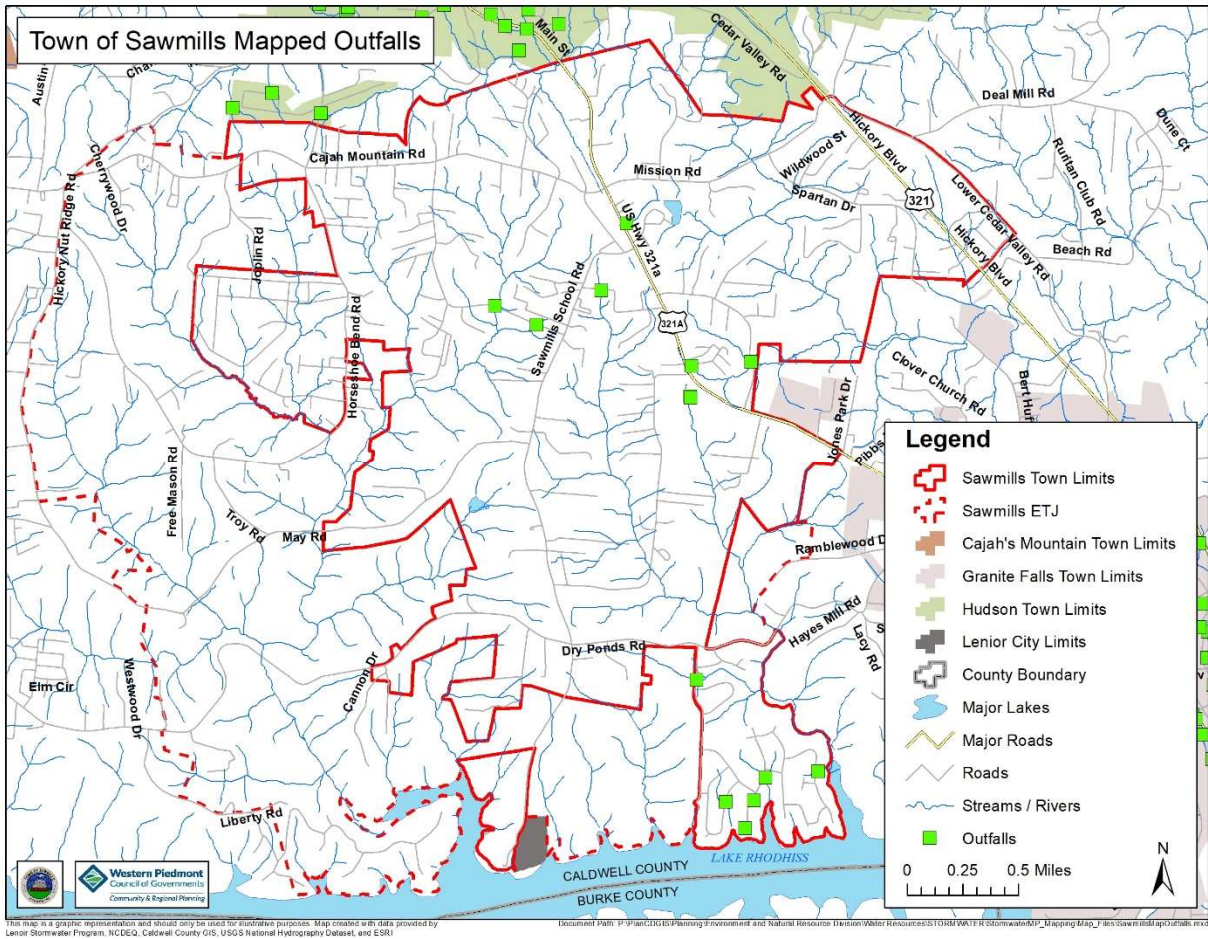 Town of Sawmills Mapped Outfalls
Main St
Cedar Valley Rd
Austin
Cha
Deal Mill Rd
Dune Ct
Hickory Blvd
Cajah Mountain Rd
Cherrywood Dr
Mission Rd
Wildwood St
Spartan Dr
321
Ruritan Club Rd
Lower Cedar Valley Rd
Beach Rd
Hickory Blvd
Hickory Nut Ridge Rd
Joplin Rd
US Hwy 321a
Sawmills School Rd
321A
Horseshoe Bend Rd
Clover Church Rd
Bert Huf
Jones Park Dr
Pibbs
Free Mason Rd
Troy Rd
May Rd
Ramblewood D
Hayes Mill Rd
Lacy Rd
S
Dry Ponds Rd
Elm Cir
Westwood Dr
Cannon Dr
Liberty Rd
LAKE RHODHISS
CALDWELL COUNTY
BURKE COUNTY
Legend
Sawmills Town Limits
Sawmills ETJ
Cajah's Mountain Town Limits
Granite Falls Town Limits
Hudson Town Limits
Lenior City Limits
County Boundary
Major Lakes
Major Roads
Roads
Streams / Rivers
Outfalls
0 0.25 0.5 Miles
N
Western Piedmont
Council of Governments
Community & Regional Planning
This map is a graphic representation and should only be used for illustrative purposes. Map created with data provided by
Lenoir Stormwater Program, NCDEQ, Caldwell County GIS, USGS National Hydrography Dataset, and ESRI